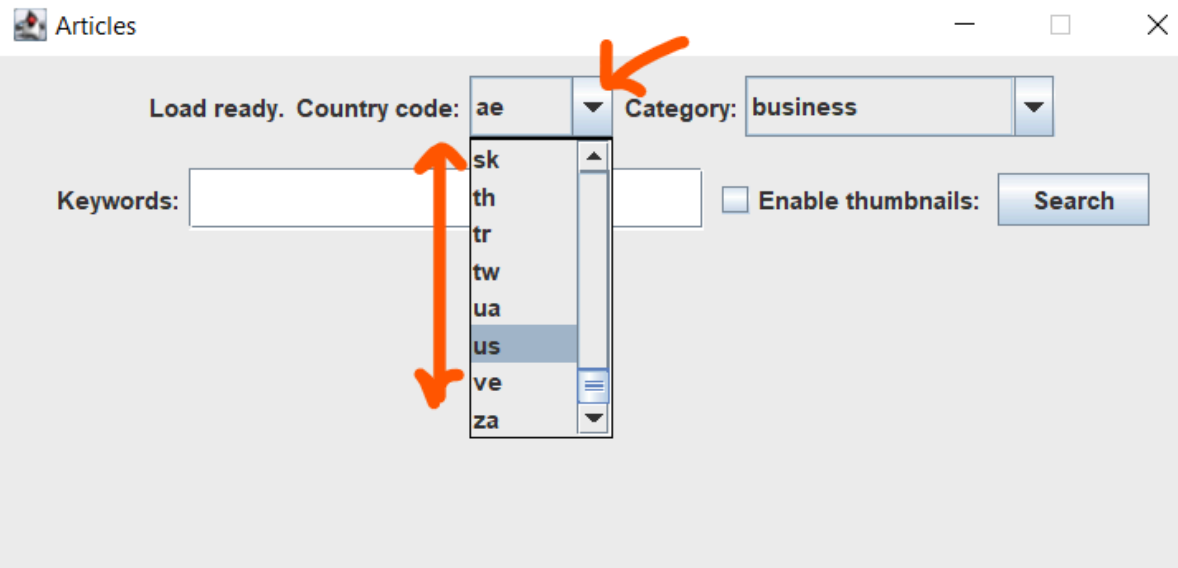 Articles
Load ready. Country code: ae Category: business
sk
Keywords: th Enable thumbnails: Search
tr
tw
ua
us
ve
za